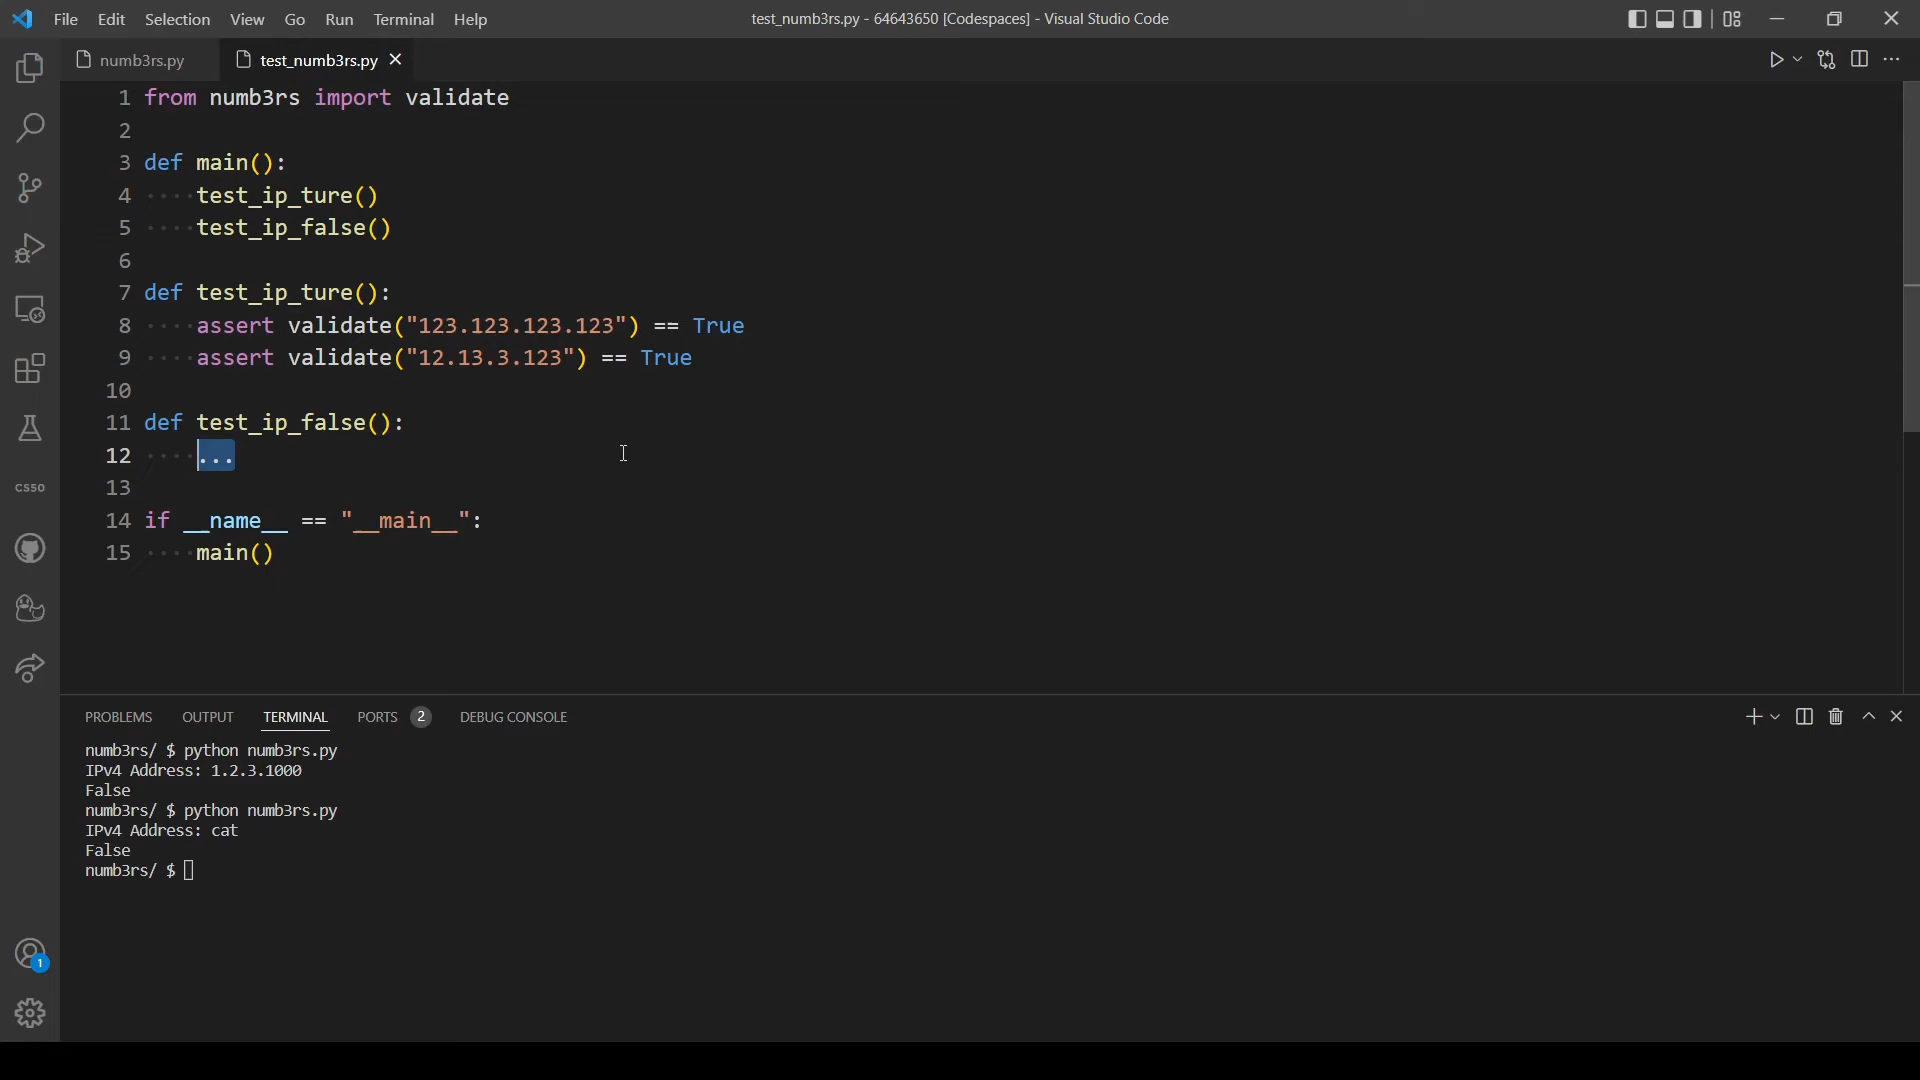 File Edit Selection View Go Run Terminal Help test_numb3rs.py - 64643650 [Codespaces] - Visual Studio Code
numb3rs.py test_numb3rs.py
1 from numb3rs import validate
2
3 def main():
4 ····test_ip_ture()
5 ····test_ip_false()
6
7 def test_ip_ture():
8 ····assert validate("123.123.123.123") == True
9 ····assert validate("12.13.3.123") == True
10
11 def test_ip_false():
12 ····...
13
14 if __name__ == "__main__":
15 ····main()
CS50
PROBLEMS OUTPUT TERMINAL PORTS 2 DEBUG CONSOLE
numb3rs/ $ python numb3rs.py
IPv4 Address: 1.2.3.1000
False
numb3rs/ $ python numb3rs.py
IPv4 Address: cat
False
numb3rs/ $
1